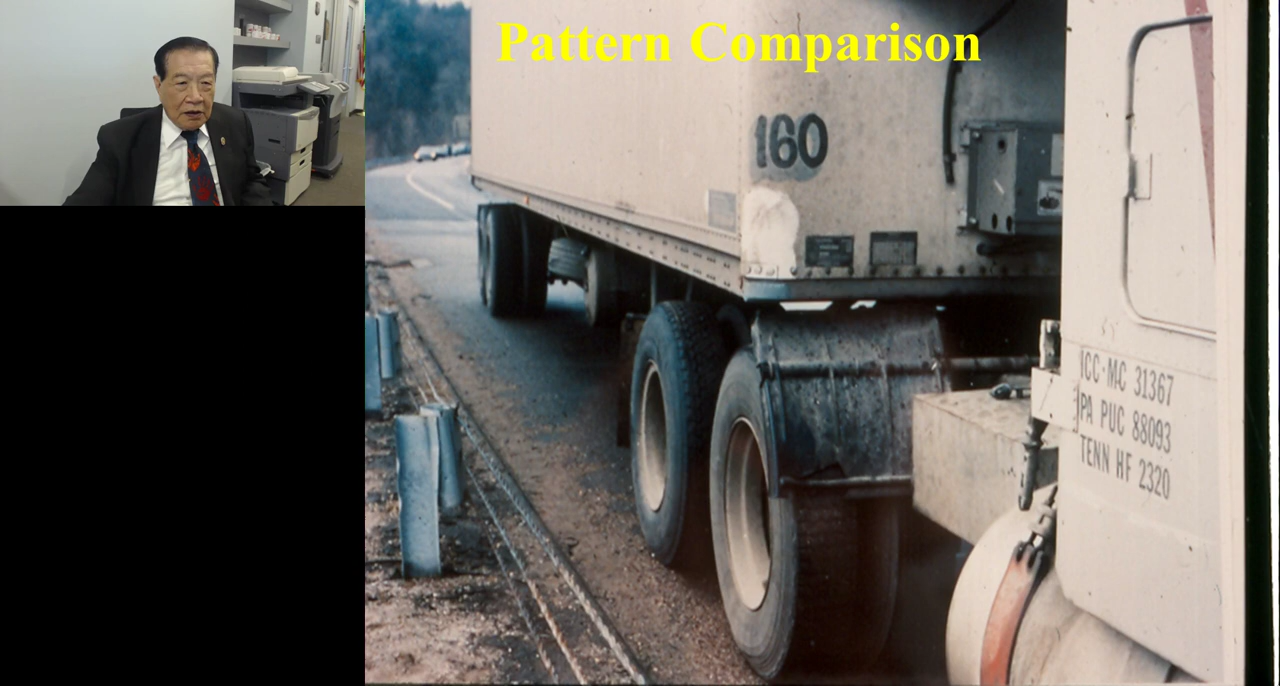 Pattern Comparison
160
ICC-MC 31367
PA PUC 88093
TENN HF 2320